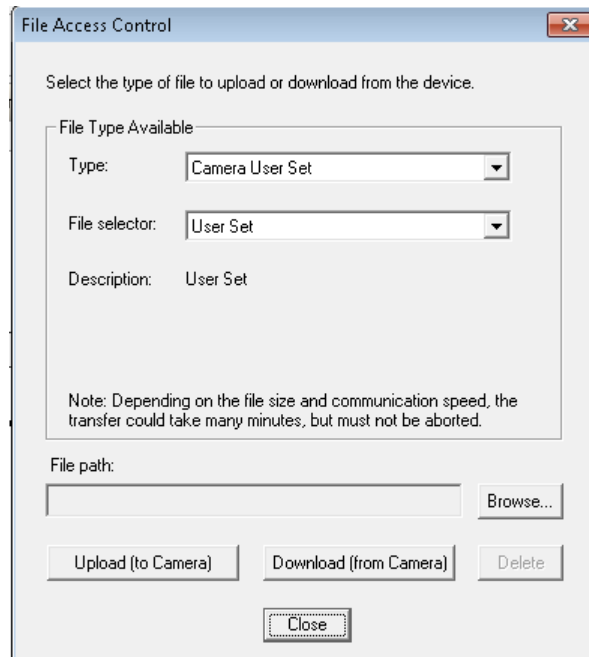 File Access Control
Select the type of file to upload or download from the device.
File Type Available
Type: Camera User Set
File selector: User Set
Description: User Set
Note: Depending on the file size and communication speed, the
transfer could take many minutes, but must not be aborted.
File path:
Browse...
Upload (to Camera) Download (from Camera) Delete
Close